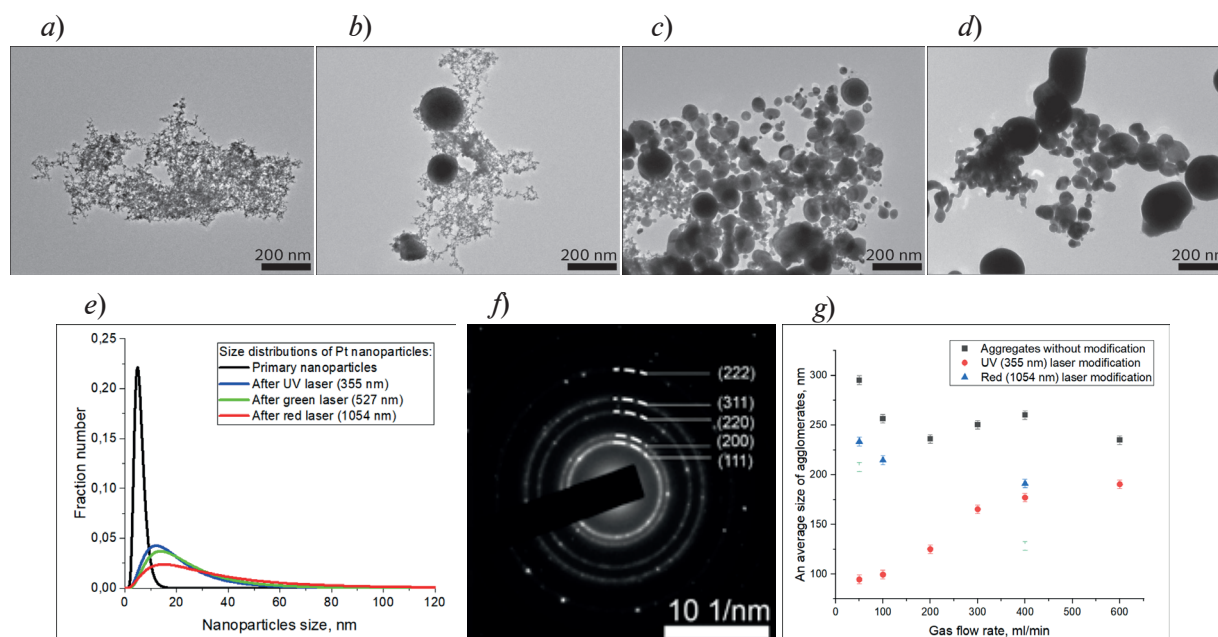 a)
b)
c)
d)
200 nm
200 nm
200 nm
200 nm
e)
f)
g)
Fraction number
0,25
0,20
0,15
0,10
0,05
0,00
Size distributions of Pt nanoparticles:
Primary nanoparticles
After UV laser (355 nm)
After green laser (527 nm)
After red laser (1054 nm)
0 20 40 60 80 100 120
Nanoparticles size, nm
(222)
(311)
(220)
(200)
(111)
10 1/nm
An average size of agglomerates, nm
300
250
200
150
100
Aggregates without modification
UV (355 nm) laser modification
Red (1054 nm) laser modification
100 200 300 400 500 600
Gas flow rate, ml/min